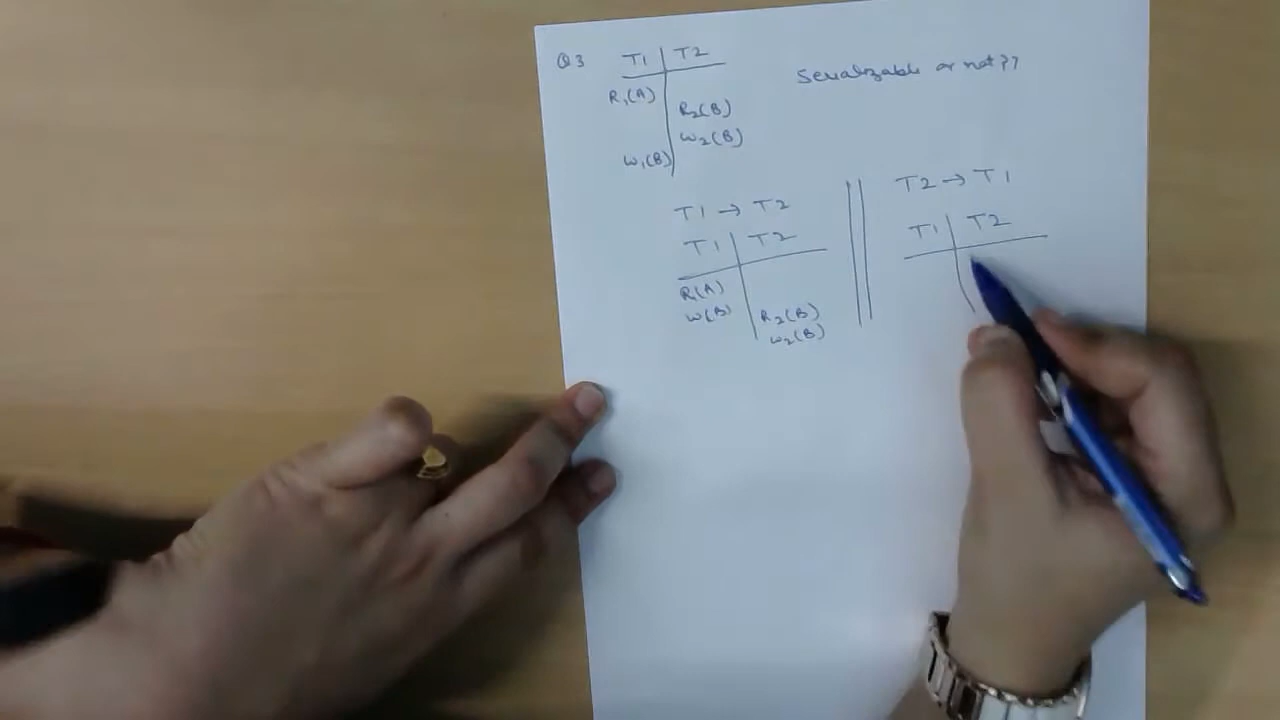 Q3 T1 T2
Serializable or not??
R₁(A)
R₂(B)
W₂(B)
W₁(B)
T1 → T2
T1 T2
R₁(A)
W(B)
R₂(B)
W₂(B)
T2 → T1
T1 T2